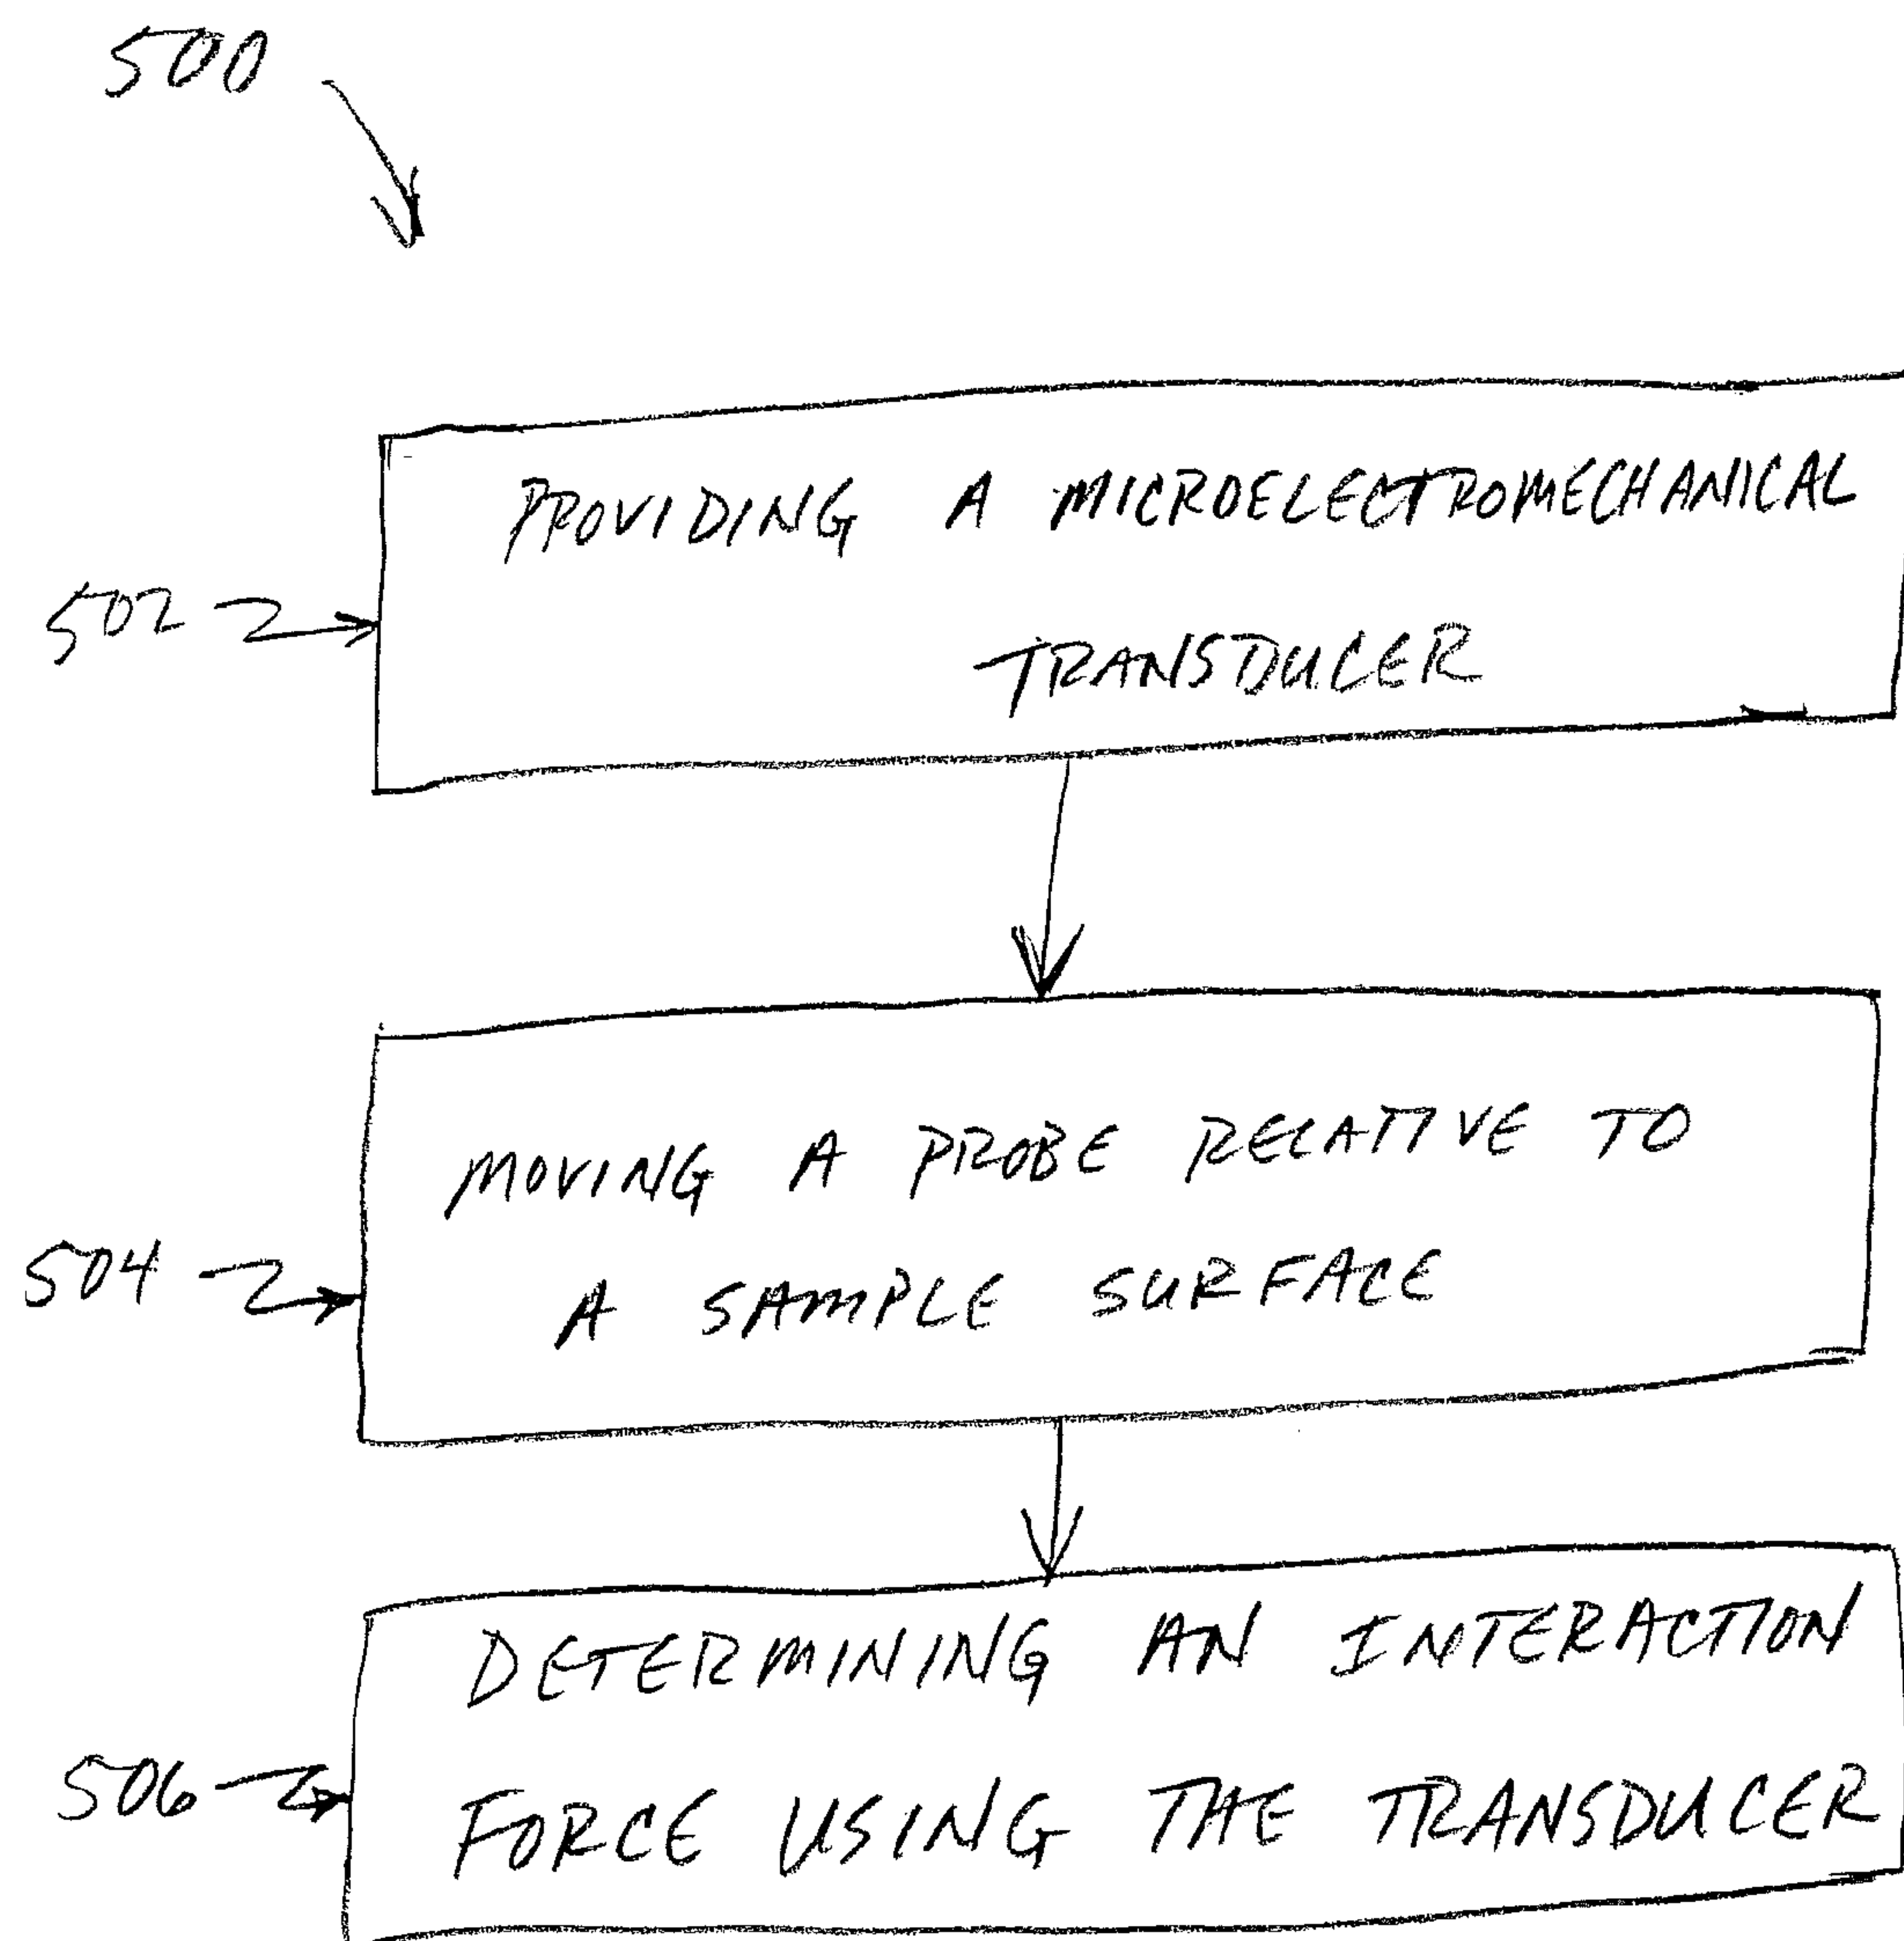 500
PROVIDING A MICROELECTROMECHANICAL
502
TRANSDUCER
MOVING A PROBE RELATIVE TO
504
A SAMPLE SURFACE
DETERMINING AN INTERACTION
506
FORCE USING THE TRANSDUCER